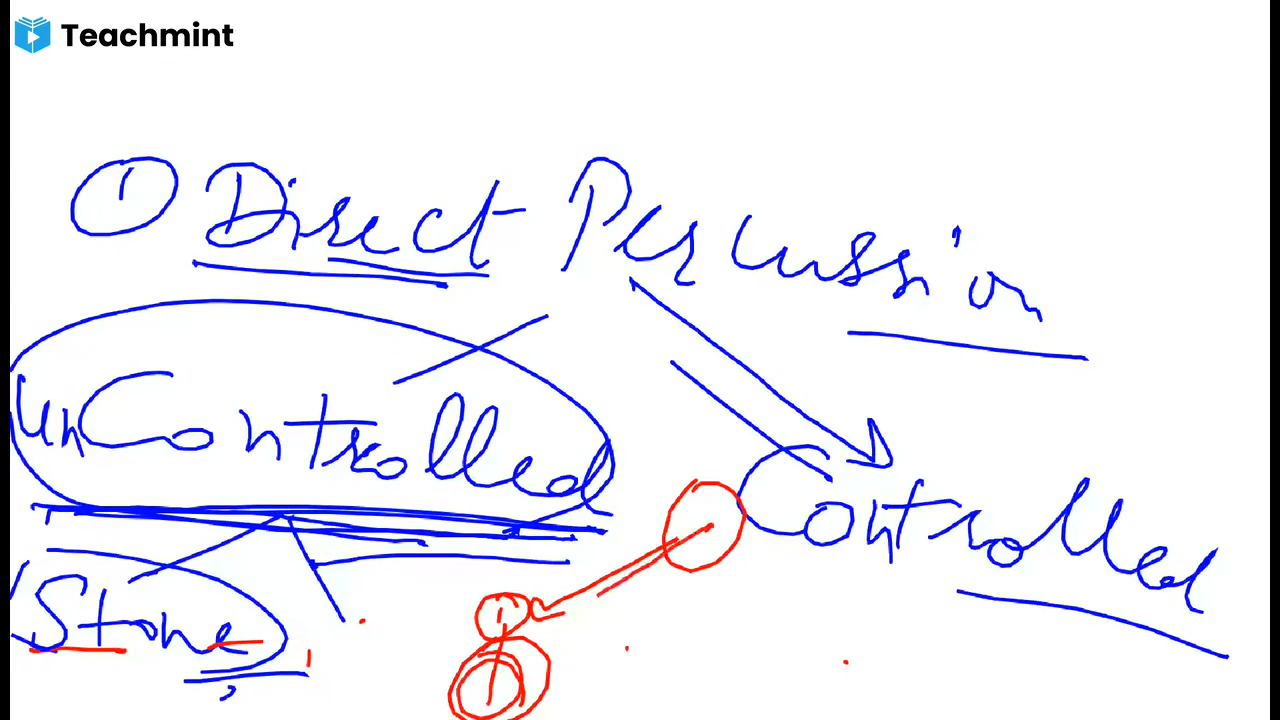 Teachmint
① Direct Percussion
Uncontrolled
Controlled
Stone